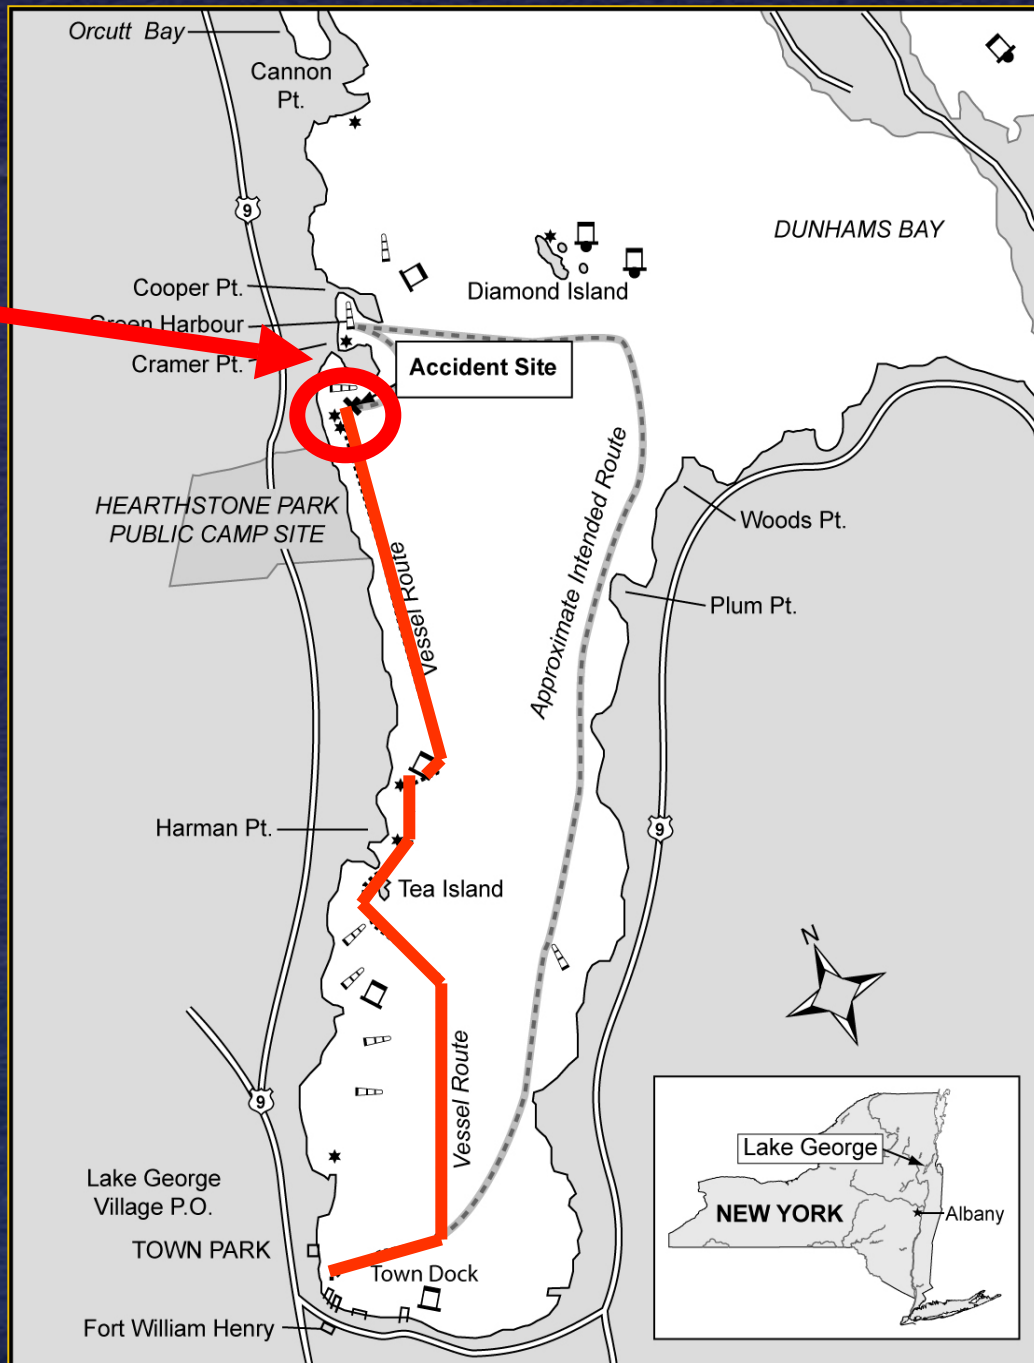 Orcutt Bay
Cannon
Pt.
9
DUNHAMS BAY
Cooper Pt.
Diamond Island
Green Harbour
Cramer Pt.
Accident Site
HEARTHSTONE PARK
PUBLIC CAMP SITE
Woods Pt.
Vessel Route
Approximate Intended Route
Plum Pt.
Harman Pt.
9
Tea Island
N
Vessel Route
9
Lake George
Village P.O.
TOWN PARK
Town Dock
Fort William Henry
Lake George
NEW YORK
Albany